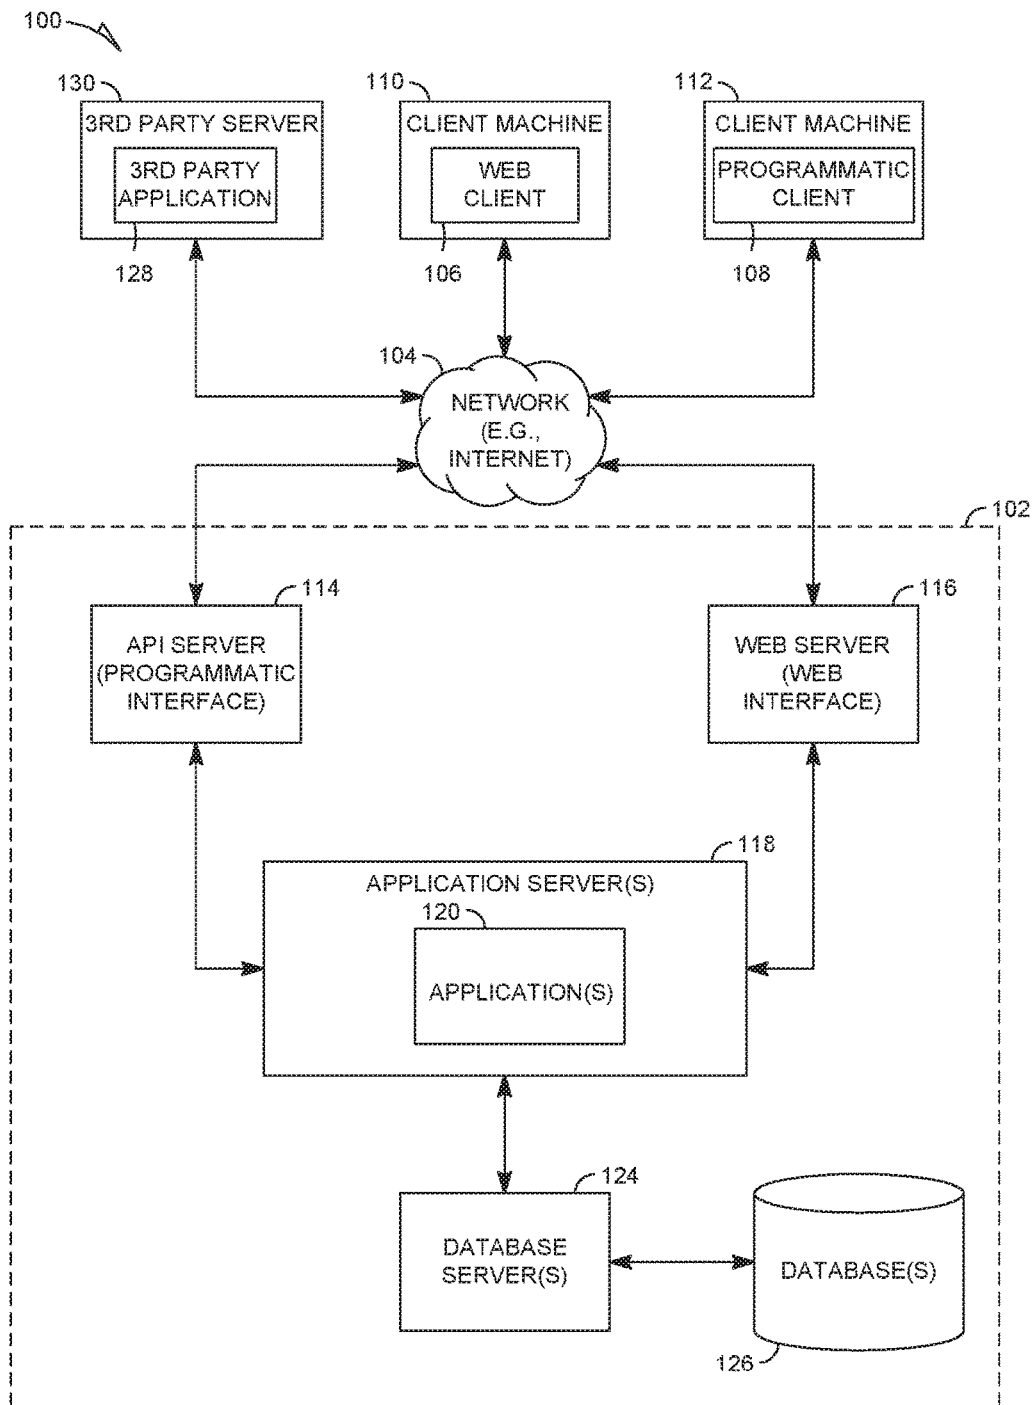 100
130
110
112
3RD PARTY SERVER
CLIENT MACHINE
CLIENT MACHINE
3RD PARTY
APPLICATION
WEB
CLIENT
PROGRAMMATIC
CLIENT
128
106
108
104
NETWORK
(E.G.,
INTERNET)
102
114
116
API SERVER
(PROGRAMMATIC
INTERFACE)
WEB SERVER
(WEB
INTERFACE)
118
APPLICATION SERVER(S)
120
APPLICATION(S)
124
DATABASE
SERVER(S)
DATABASE(S)
126